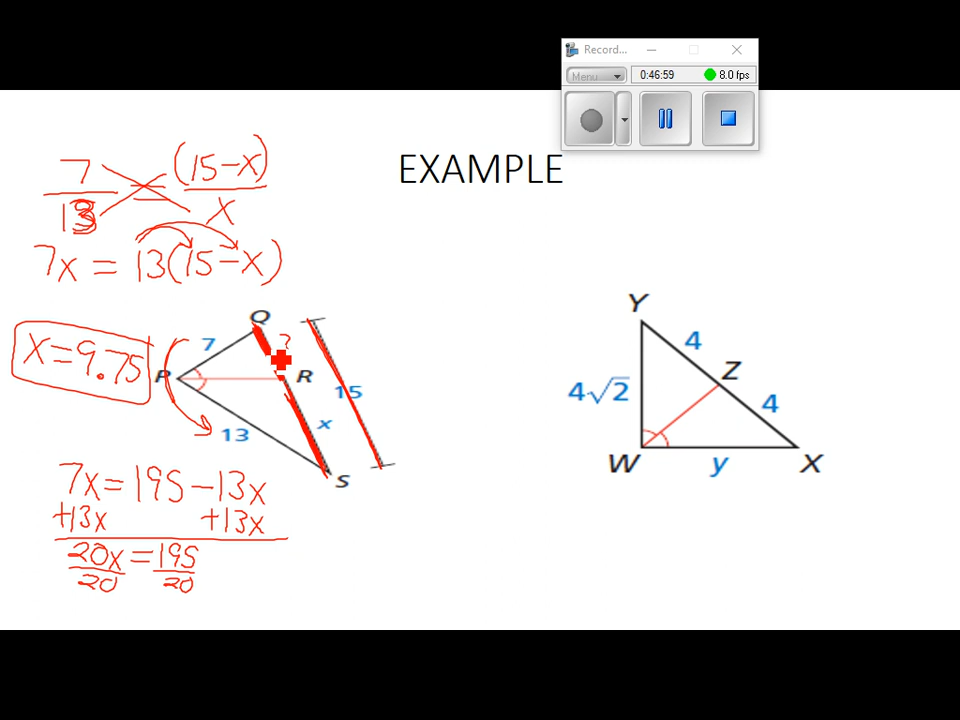 Record...
Menu
0:46:59
8.0 fps
EXAMPLE
7/13 = (15-x)/x
7x = 13(15-x)
x=9.75
Q
7
?
P
R
15
13
x
S
7x=195-13x
+13x +13x
20x/20 = 195/20
Y
4
Z
4√2
4
W
y
X